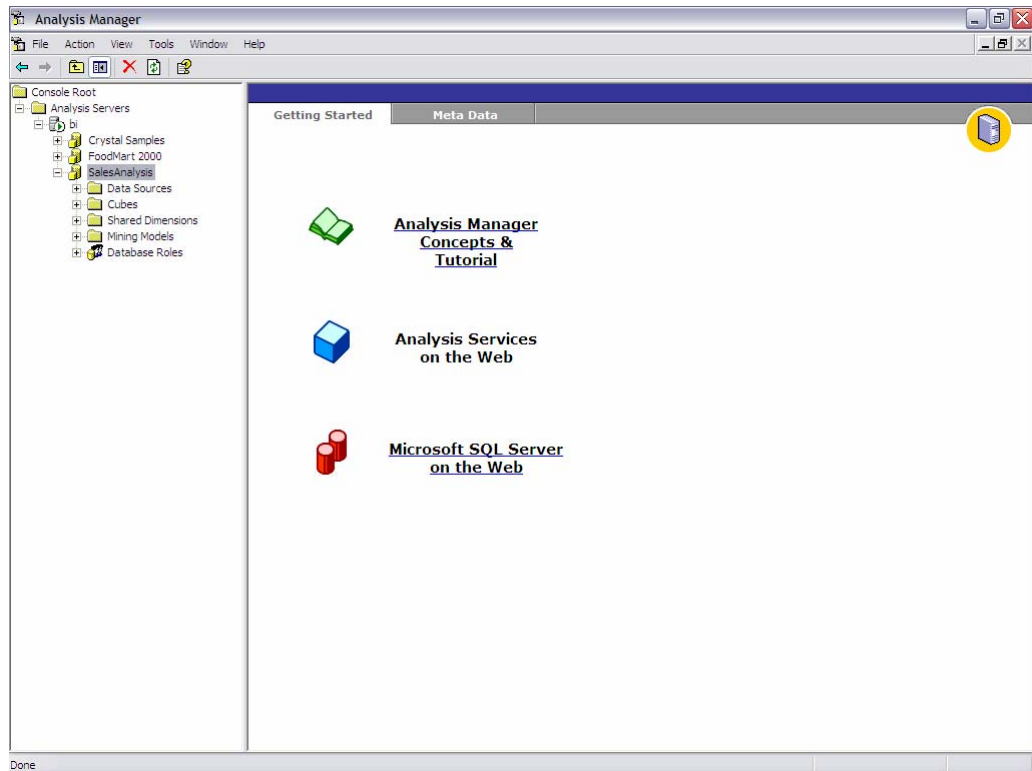 Analysis Manager
File Action View Tools Window Help
Console Root
Analysis Servers
bi
Crystal Samples
FoodMart 2000
SalesAnalysis
Data Sources
Cubes
Shared Dimensions
Mining Models
Database Roles
Getting Started Meta Data
Analysis Manager
Concepts &
Tutorial
Analysis Services
on the Web
Microsoft SQL Server
on the Web
Done